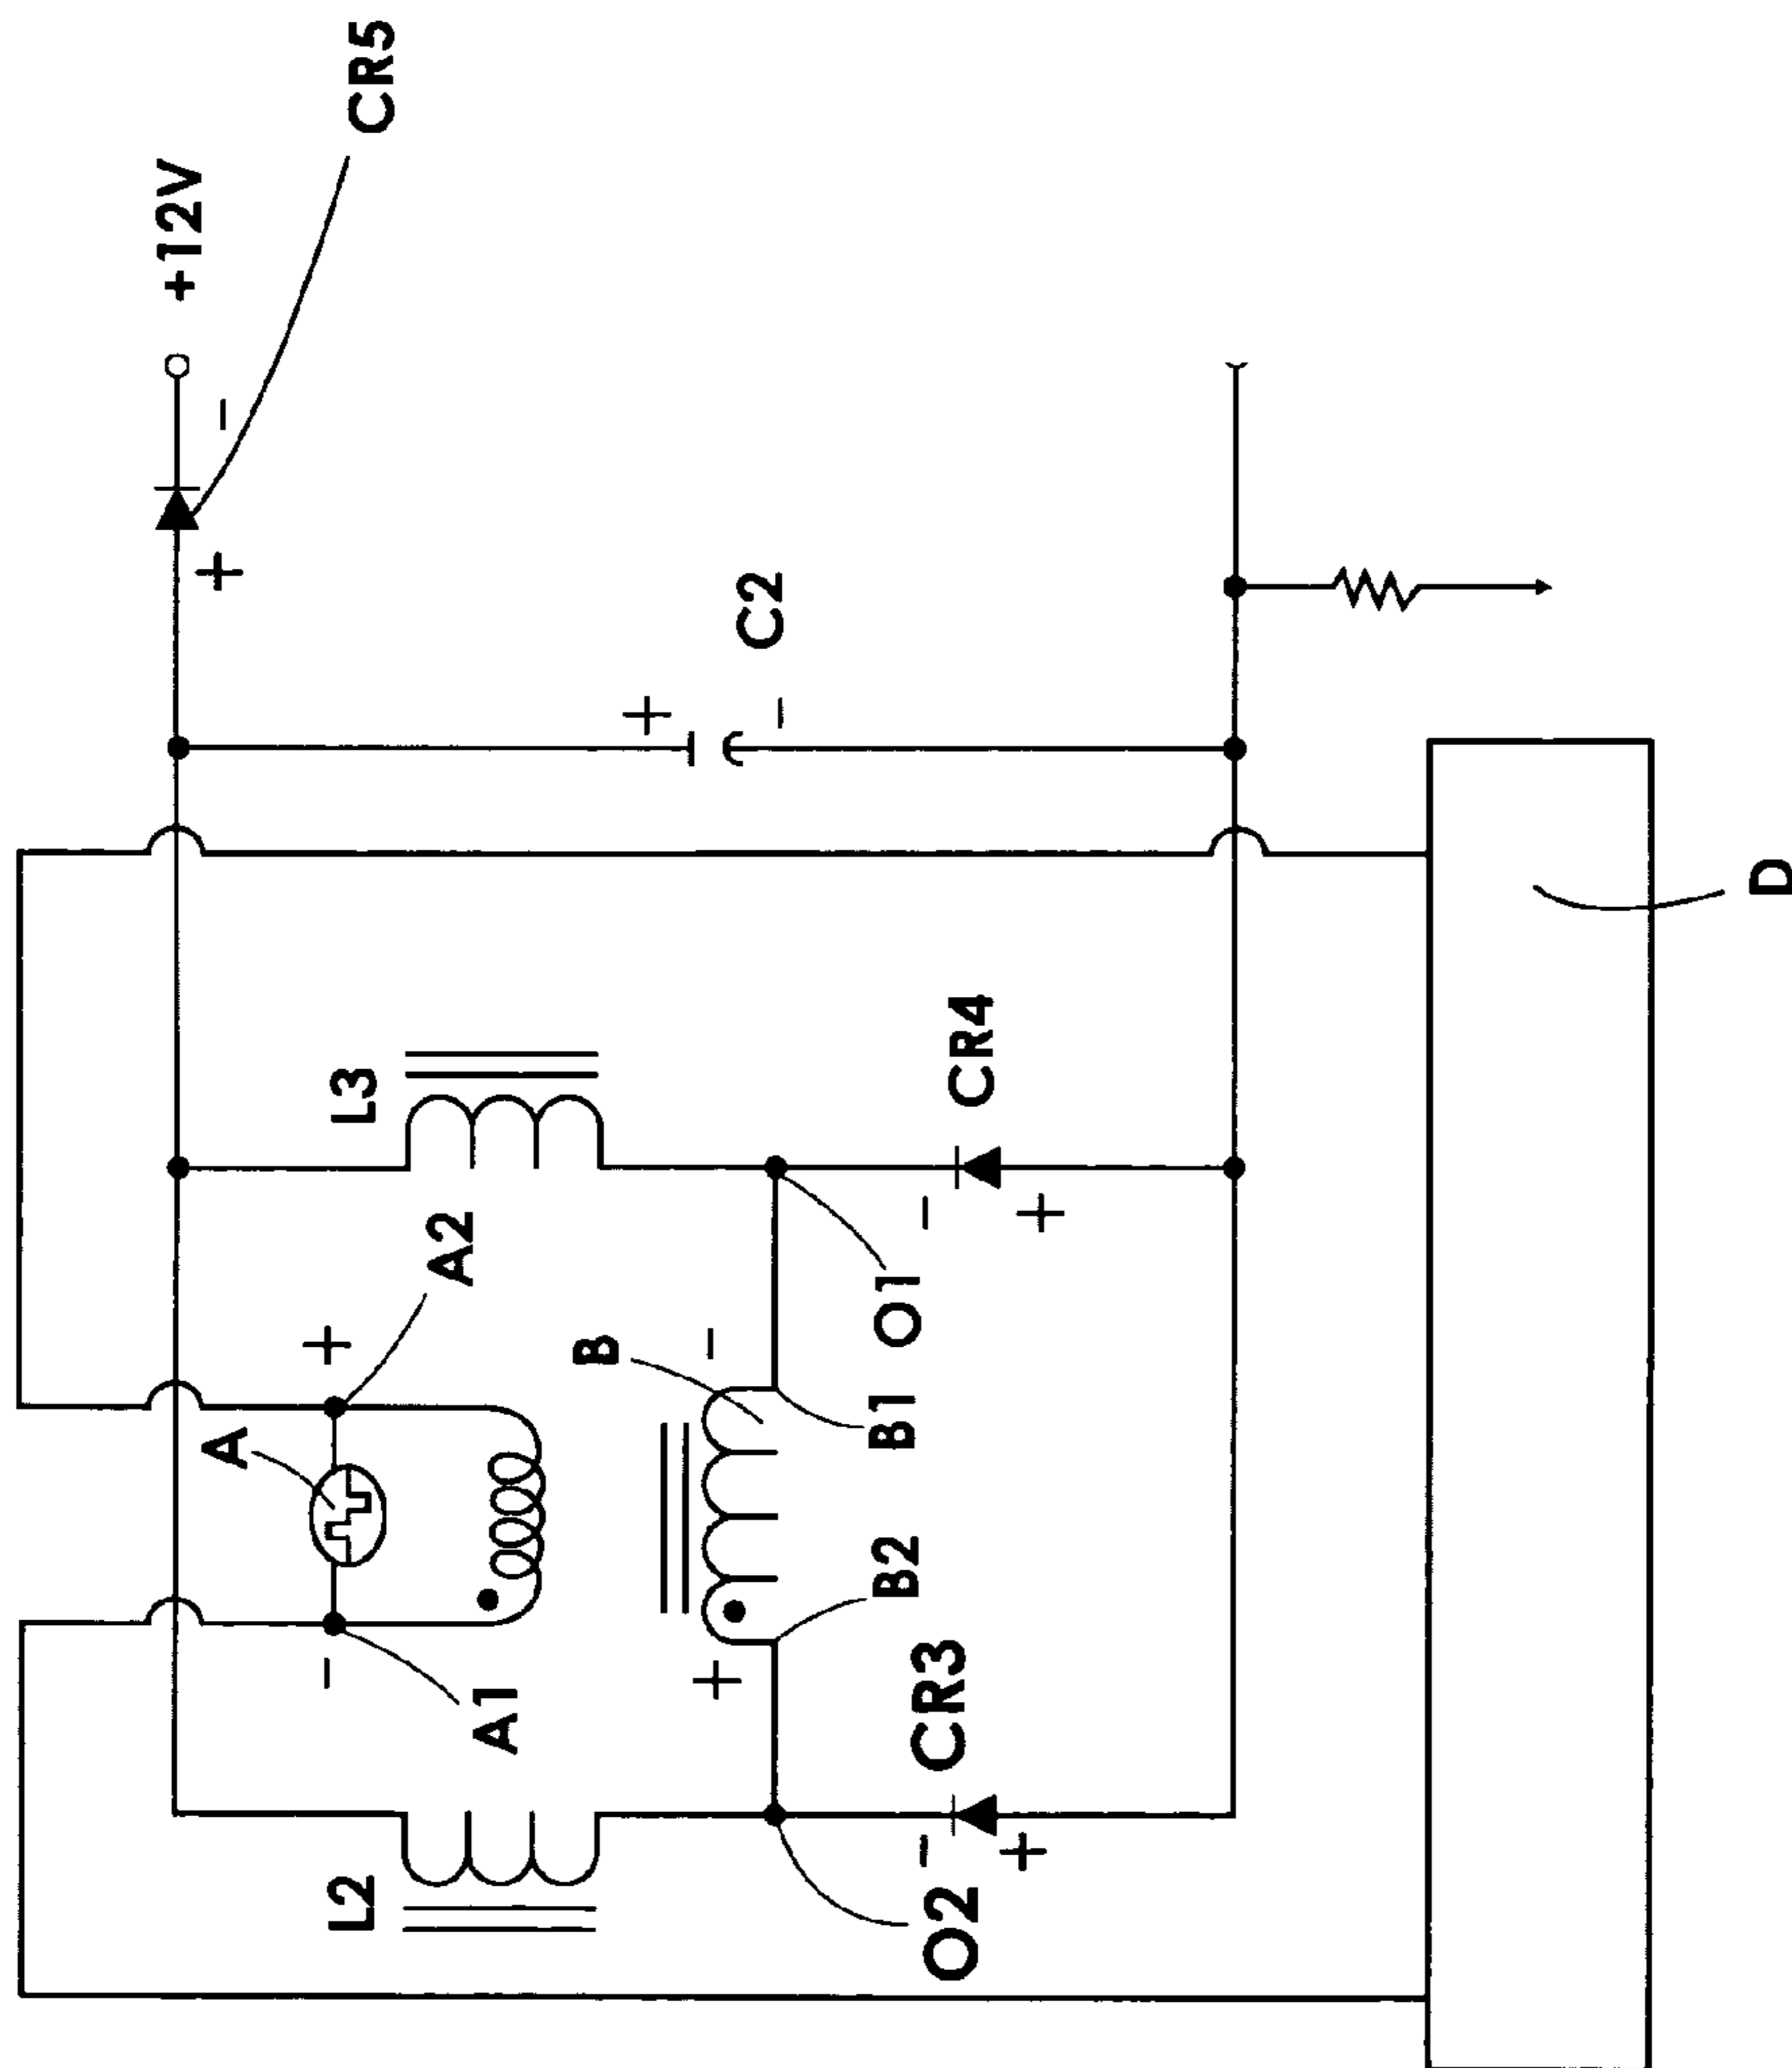 CR5
+12V
+
-
C2
+
-
L3
A2
+
A
B
-
CR4
-
+
O1
B1
B2
-
A1
+
CR3
L2
O2
-
+
D